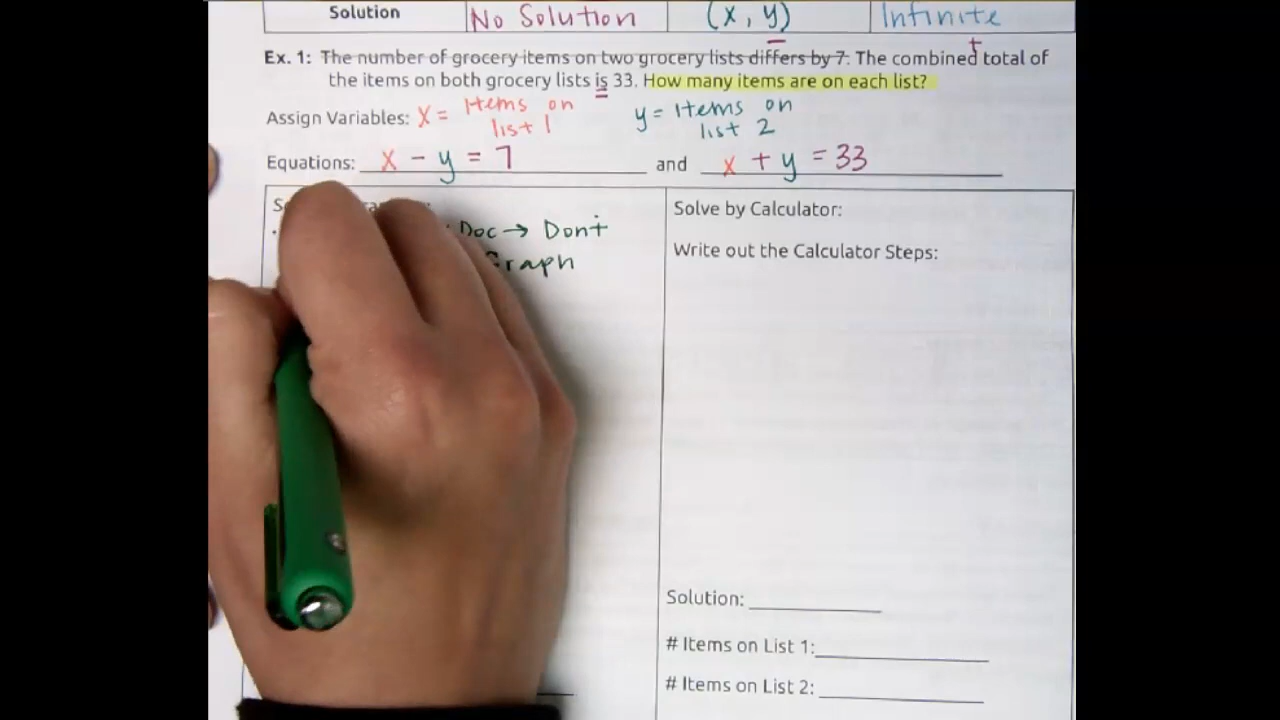 Solution No Solution (x, y) Infinite
Ex. 1: The number of grocery items on two grocery lists differs by 7. The combined total of
the items on both grocery lists is 33. How many items are on each list?
Assign Variables: x = Items on list 1 y = Items on list 2
Equations: x - y = 7 and x + y = 33
Doc → Don't
Graph
Solve by Calculator:
Write out the Calculator Steps:
Solution:
# Items on List 1:
# Items on List 2: